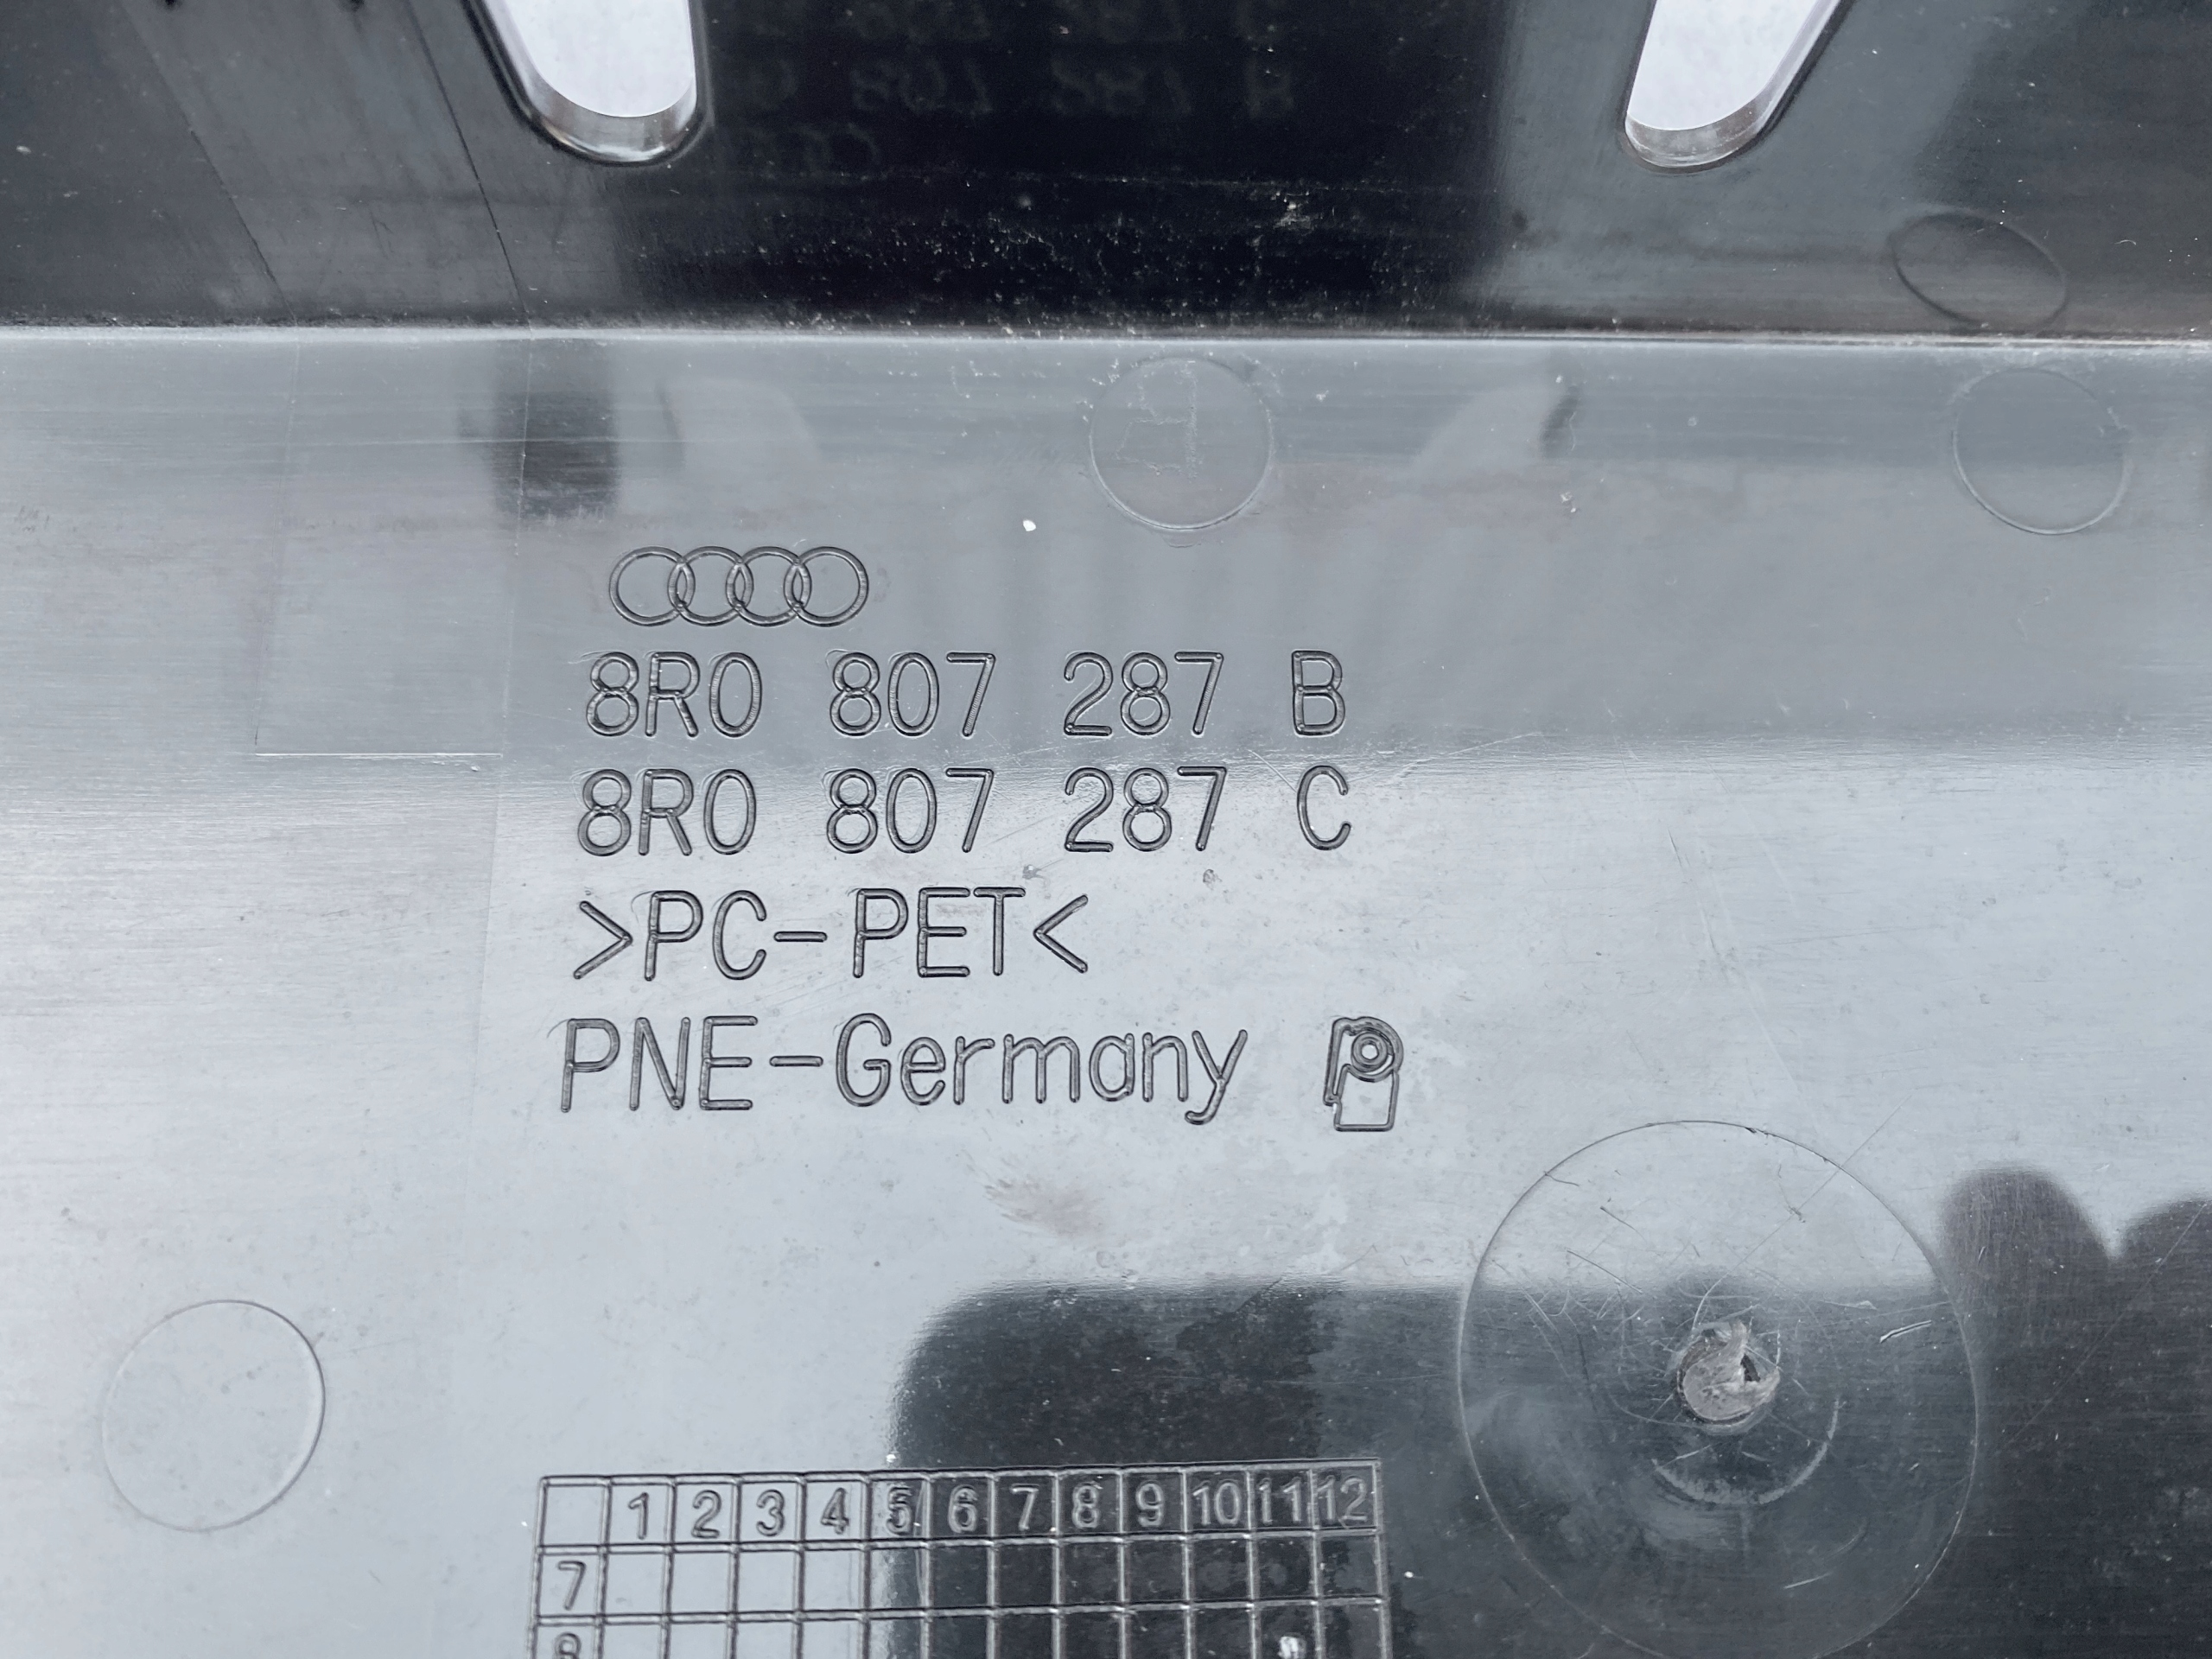 8R0 807 287 B
8R0 807 287 C
>PC-PET<
PNE-Germany
1 2 3 4 5 6 7 8 9 10 11 12
7